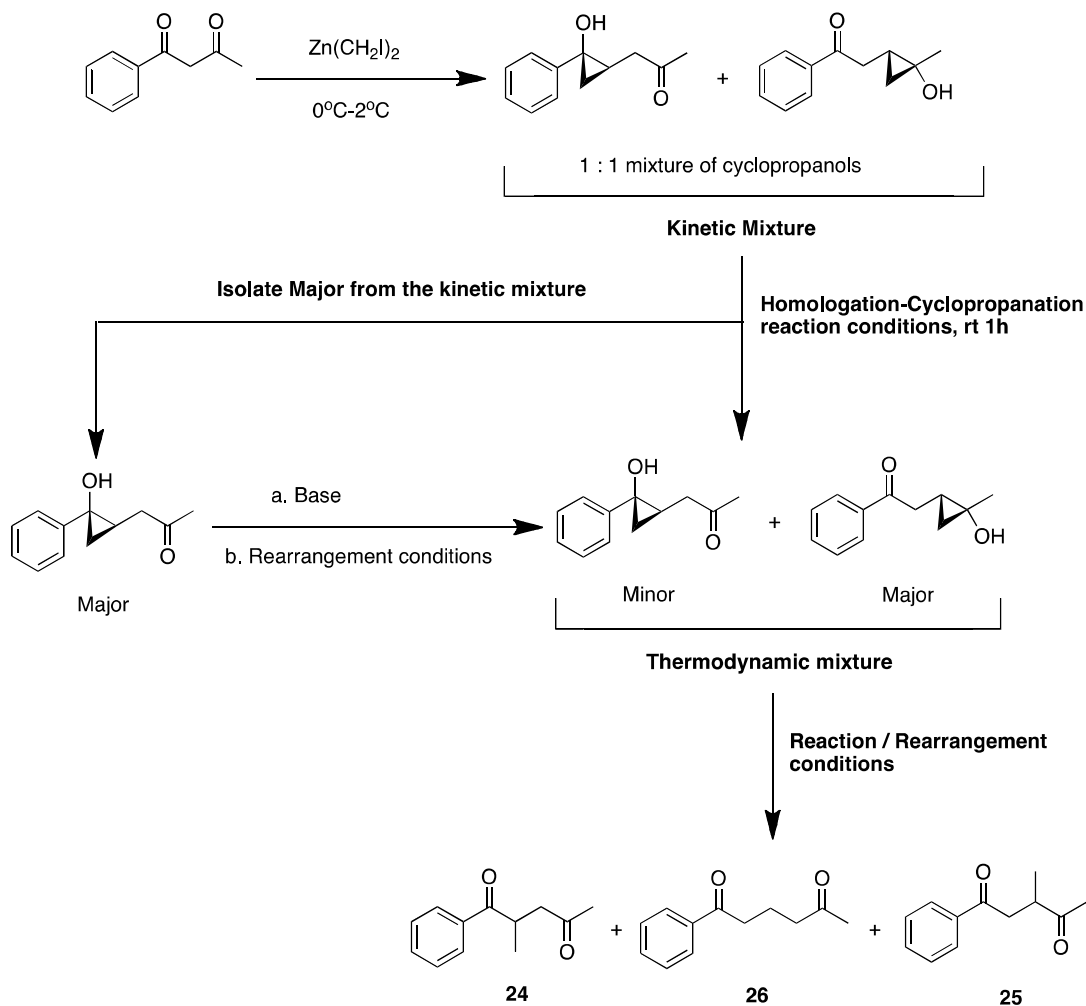 O
O
Zn(CH2I)2
0oC-2oC
OH
O
+
O
OH
1 : 1 mixture of cyclopropanols
Kinetic Mixture
Isolate Major from the kinetic mixture
Homologation-Cyclopropanation
reaction conditions, rt 1h
OH
O
Major
a. Base
b. Rearrangement conditions
OH
O
Minor
+
O
OH
Major
Thermodynamic mixture
Reaction / Rearrangement
conditions
O
O
24
+
O
O
26
+
O
O
25